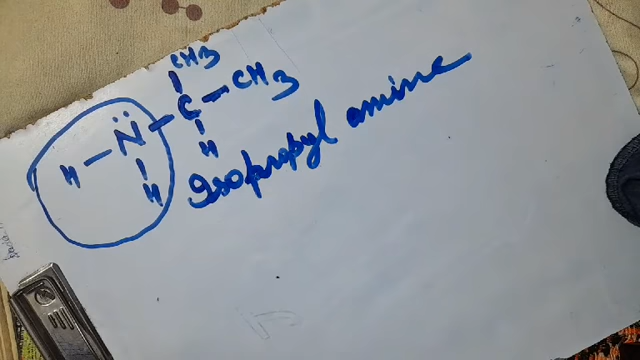 CH3
N̈ – C – CH3
H – H H
Isopropyl amine